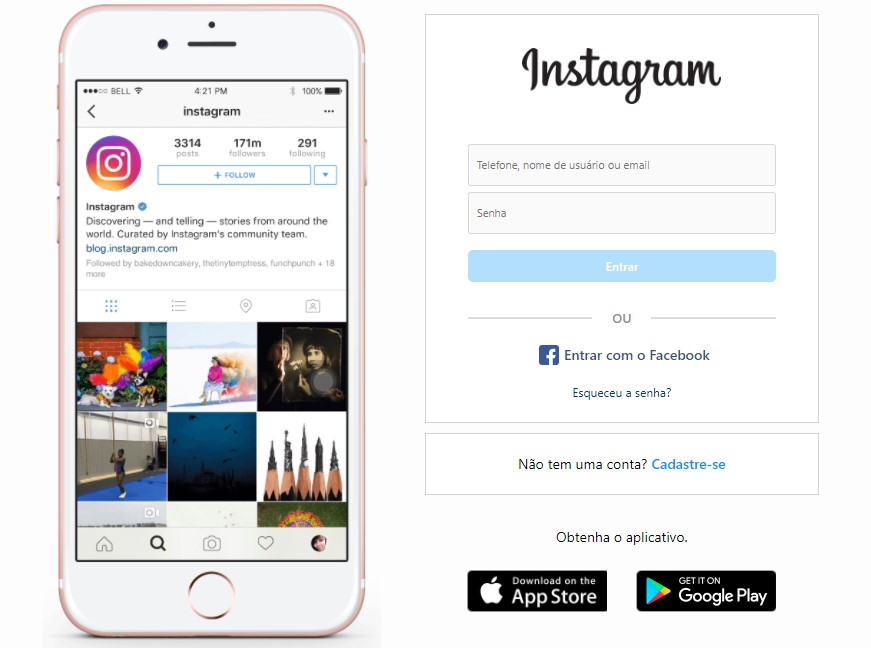 ●●●○○ BELL 4:21 PM 100%
instagram
3314 171m 291
posts followers following
+ FOLLOW
Instagram
Discovering — and telling — stories from around the
world. Curated by Instagram's community team.
blog.instagram.com
Followed by bakedowncakery, thetinytemptress, funchpunch + 18
more
Instagram
Telefone, nome de usuário ou email
Senha
Entrar
OU
Entrar com o Facebook
Esqueceu a senha?
Não tem uma conta? Cadastre-se
Obtenha o aplicativo.
Download on the
App Store
GET IT ON
Google Play